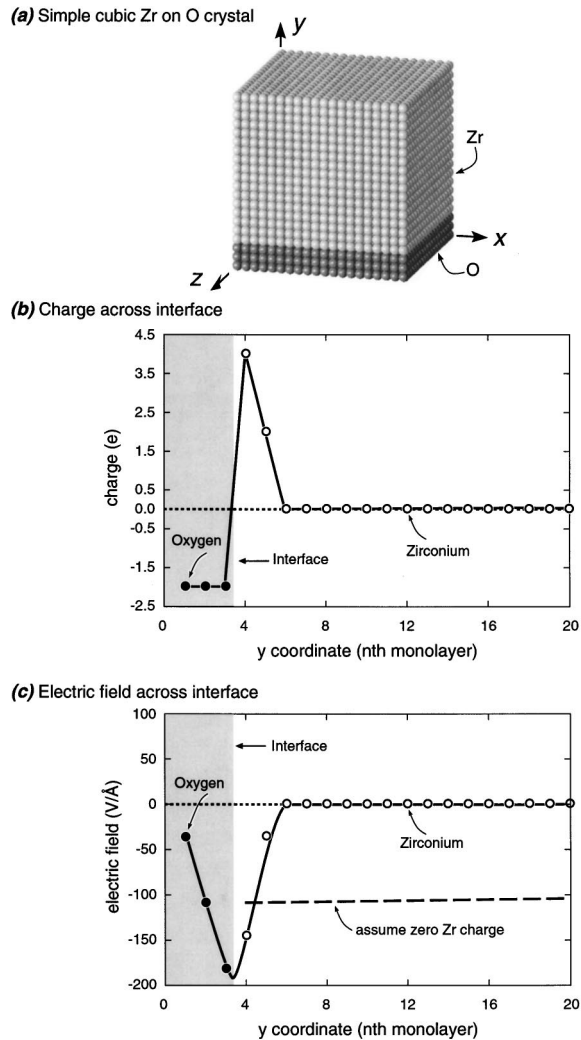 (a) Simple cubic Zr on O crystal
y
Zr
x
z
O
(b) Charge across interface
4.5
3.5
2.5
1.5
0.5
0.0
-0.5
-1.5
-2.5
charge (e)
Oxygen
Interface
Zirconium
0 4 8 12 16 20
y coordinate (nth monolayer)
(c) Electric field across interface
100
50
0
-50
-100
-150
-200
electric field (V/Å)
Interface
Oxygen
Zirconium
assume zero Zr charge
0 4 8 12 16 20
y coordinate (nth monolayer)